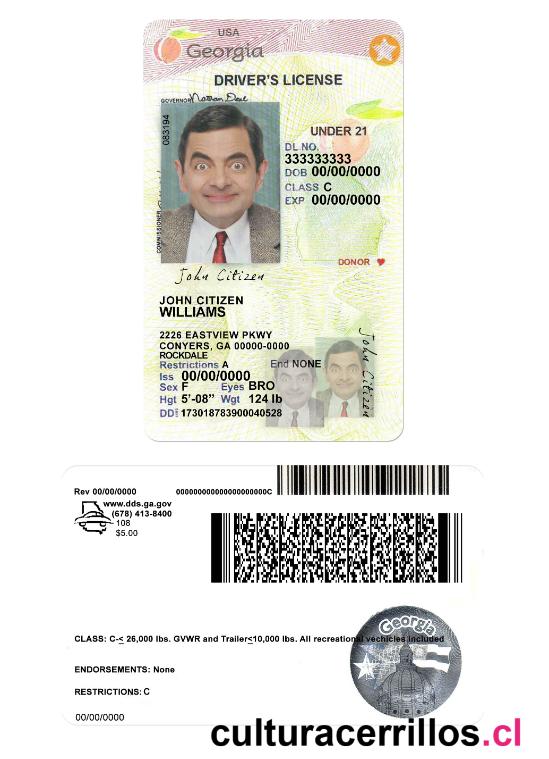 USA
Georgia
DRIVER'S LICENSE
GOVERNOR Nathan Deal
083194
UNDER 21
DL NO.
333333333
DOB 00/00/0000
CLASS C
EXP 00/00/0000
COMMISSIONER
DONOR
John Citizen
JOHN CITIZEN
WILLIAMS
2226 EASTVIEW PKWY
CONYERS, GA 00000-0000
ROCKDALE
Restrictions A End NONE
Iss 00/00/0000
Sex F Eyes BRO
Hgt 5'-08” Wgt 124 lb
DD 173018783900040528
John Citizen
Rev 00/00/0000 000000000000000000000C
www.dds.ga.gov
(678) 413-8400
108
$5.00
Georgia
CLASS: C-≤ 26,000 lbs. GVWR and Trailer≤10,000 lbs. All recreational vechicles included
ENDORSEMENTS: None
RESTRICTIONS: C
00/00/0000
culturacerrillos.cl